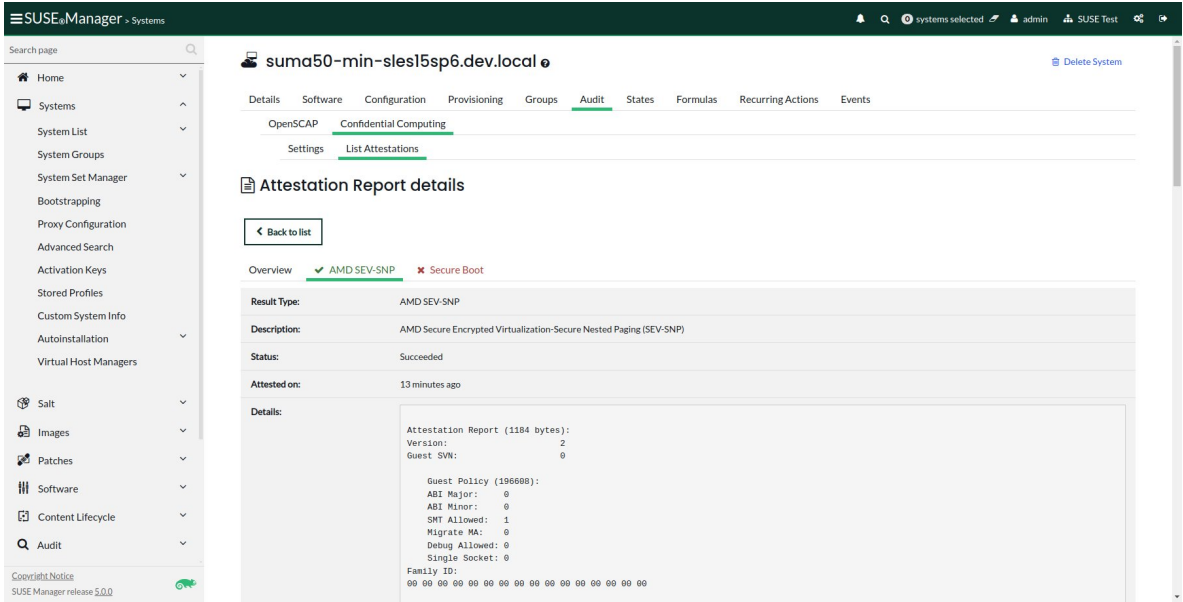 SUSE®Manager > Systems
0 systems selected admin SUSE Test
Search page
Home
Systems
System List
System Groups
System Set Manager
Bootstrapping
Proxy Configuration
Advanced Search
Activation Keys
Stored Profiles
Custom System Info
Autoinstallation
Virtual Host Managers
Salt
Images
Patches
Software
Content Lifecycle
Audit
Copyright Notice
SUSE Manager release 5.0.0
suma50-min-sles15sp6.dev.local ?
Delete System
Details Software Configuration Provisioning Groups Audit States Formulas Recurring Actions Events
OpenSCAP Confidential Computing
Settings List Attestations
Attestation Report details
Back to list
Overview AMD SEV-SNP Secure Boot
Result Type: AMD SEV-SNP
Description: AMD Secure Encrypted Virtualization-Secure Nested Paging (SEV-SNP)
Status: Succeeded
Attested on: 13 minutes ago
Details:
Attestation Report (1184 bytes):
Version: 2
Guest SVN: 0
Guest Policy (196608):
ABI Major: 0
ABI Minor: 0
SMT Allowed: 1
Migrate MA: 0
Debug Allowed: 0
Single Socket: 0
Family ID:
00 00 00 00 00 00 00 00 00 00 00 00 00 00 00 00